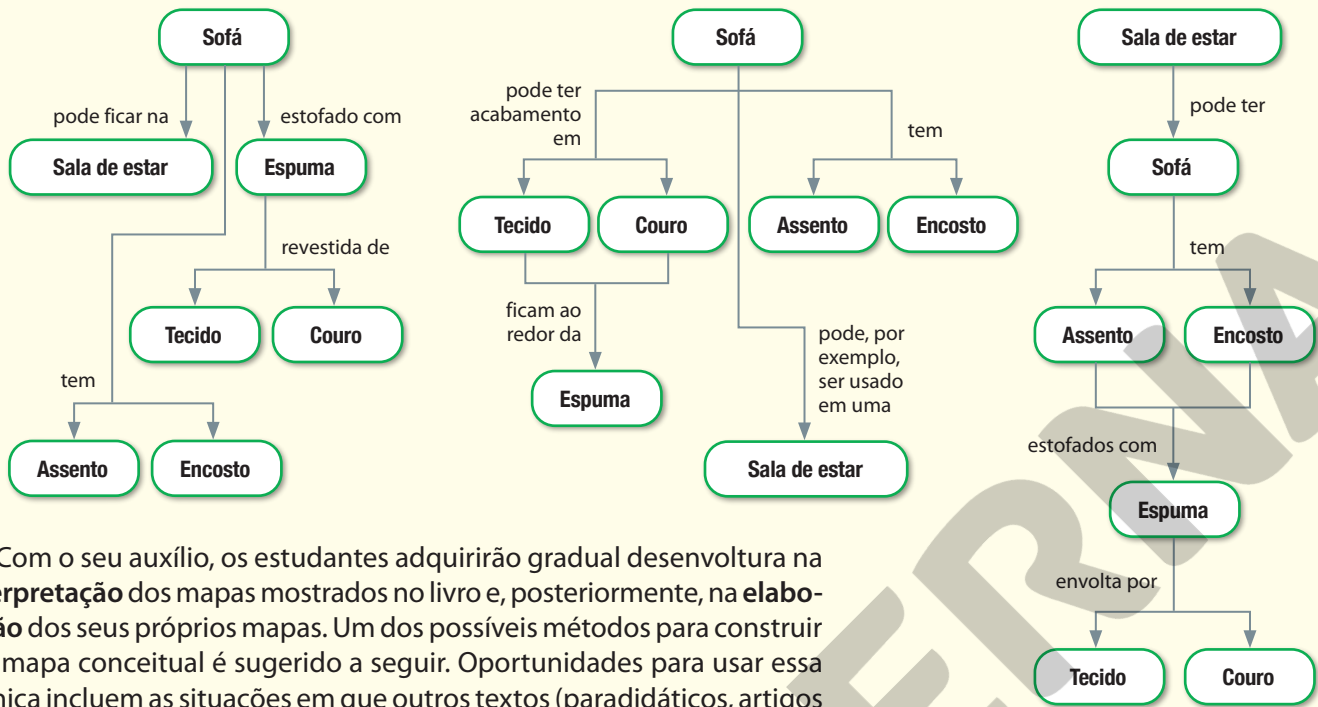 Sofá
pode ficar na
estofado com
Sala de estar
Espuma
revestida de
Tecido
Couro
tem
Assento
Encosto
Sofá
pode ter
acabamento
em
tem
Tecido
Couro
Assento
Encosto
ficam ao
redor da
Espuma
pode, por
exemplo,
ser usado
em uma
Sala de estar
Sala de estar
pode ter
Sofá
tem
Assento
Encosto
estofados com
Espuma
envolta por
Tecido
Couro
Com o seu auxílio, os estudantes adquirirão gradual desenvoltura na
erpretação dos mapas mostrados no livro e, posteriormente, na elabo-
ão dos seus próprios mapas. Um dos possíveis métodos para construir
mapa conceitual é sugerido a seguir. Oportunidades para usar essa
nica incluem as situações em que outros textos (paradidáticos, artigos
ERNA